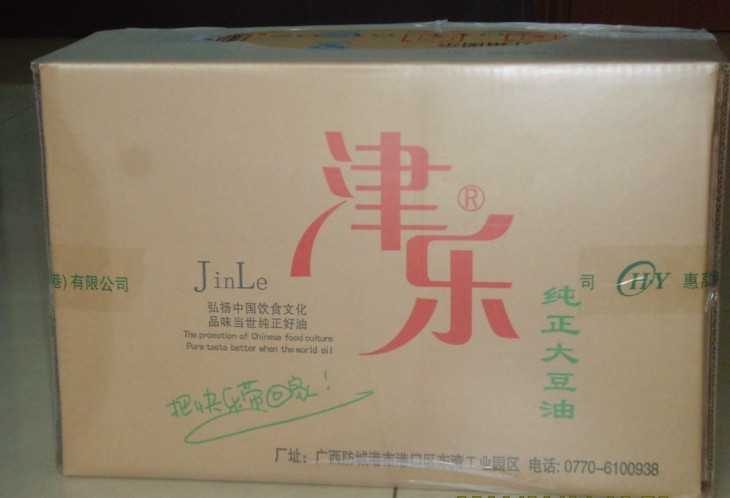 津乐®
JinLe
弘扬中国饮食文化
品味当世纯正好油
The promotion of Chinese food culture
Pure taste better when the world oil
港)有限公司
司 HY 惠
纯正大豆油
把快乐带回家!
厂址：广西防城港市港口区东湾工业园区 电话: 0770-6100938